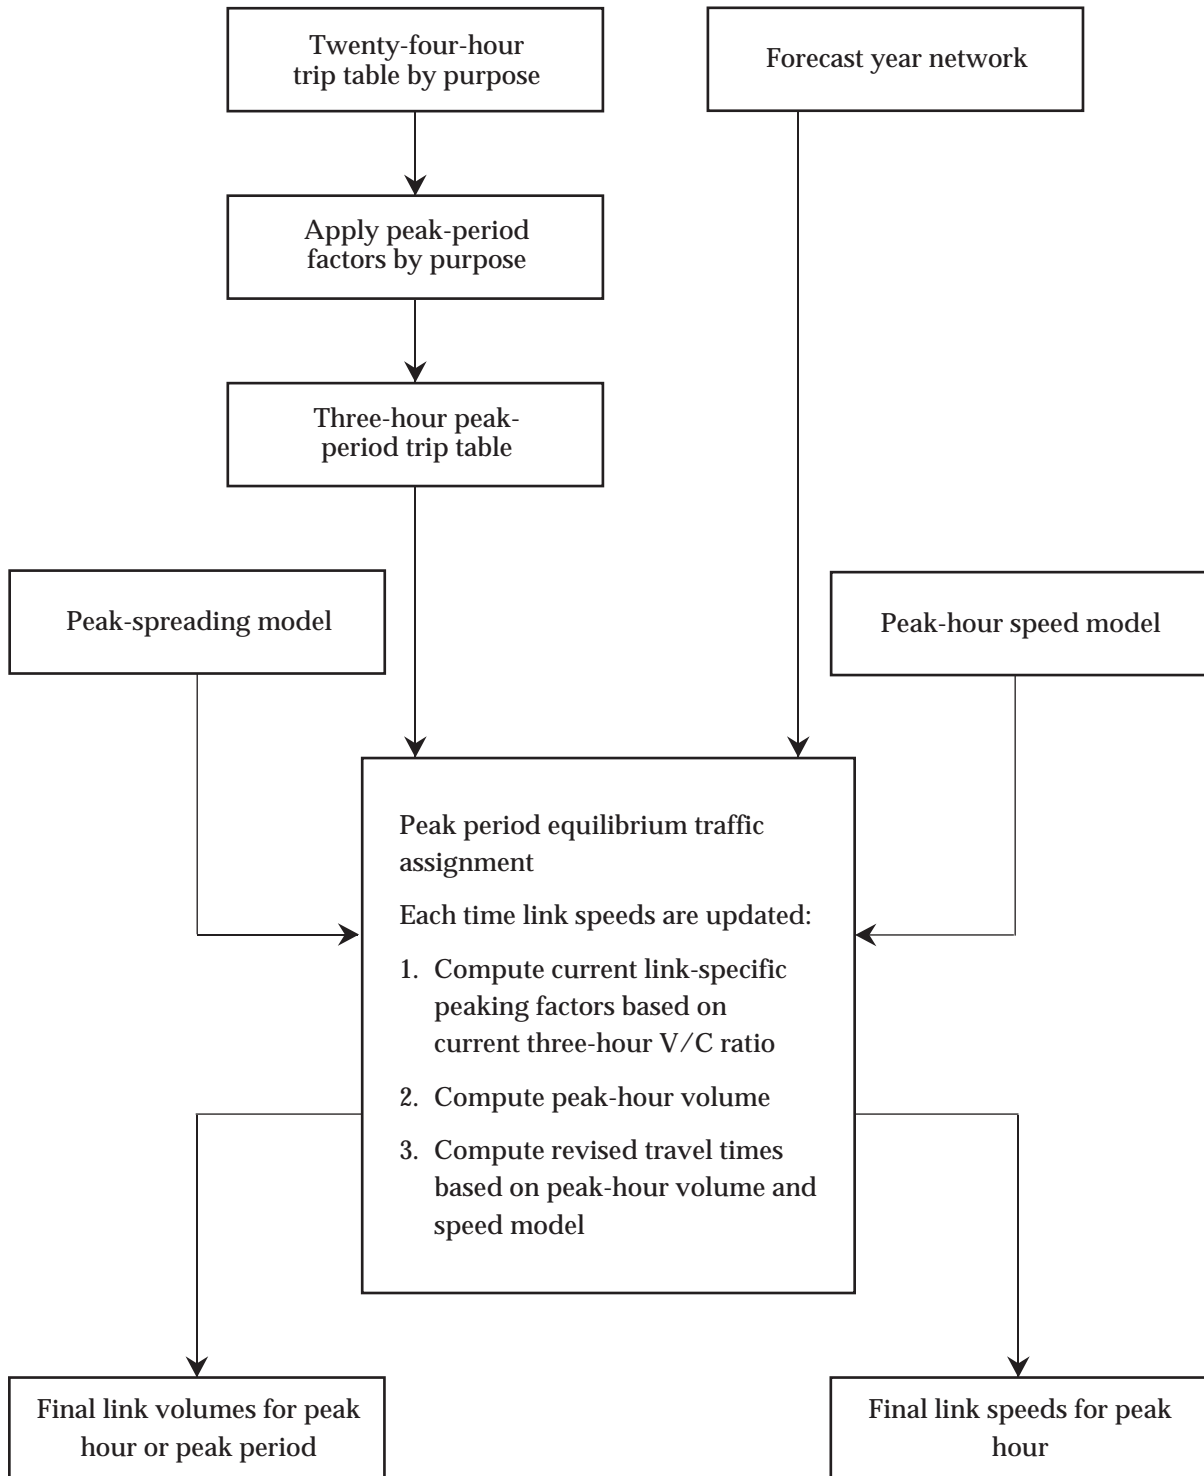 Twenty-four-hour
trip table by purpose
Forecast year network
Apply peak-period
factors by purpose
Three-hour peak-
period trip table
Peak-spreading model
Peak-hour speed model
Peak period equilibrium traffic
assignment
Each time link speeds are updated:
1. Compute current link-specific
peaking factors based on
current three-hour V/C ratio
2. Compute peak-hour volume
3. Compute revised travel times
based on peak-hour volume and
speed model
Final link volumes for peak
hour or peak period
Final link speeds for peak
hour